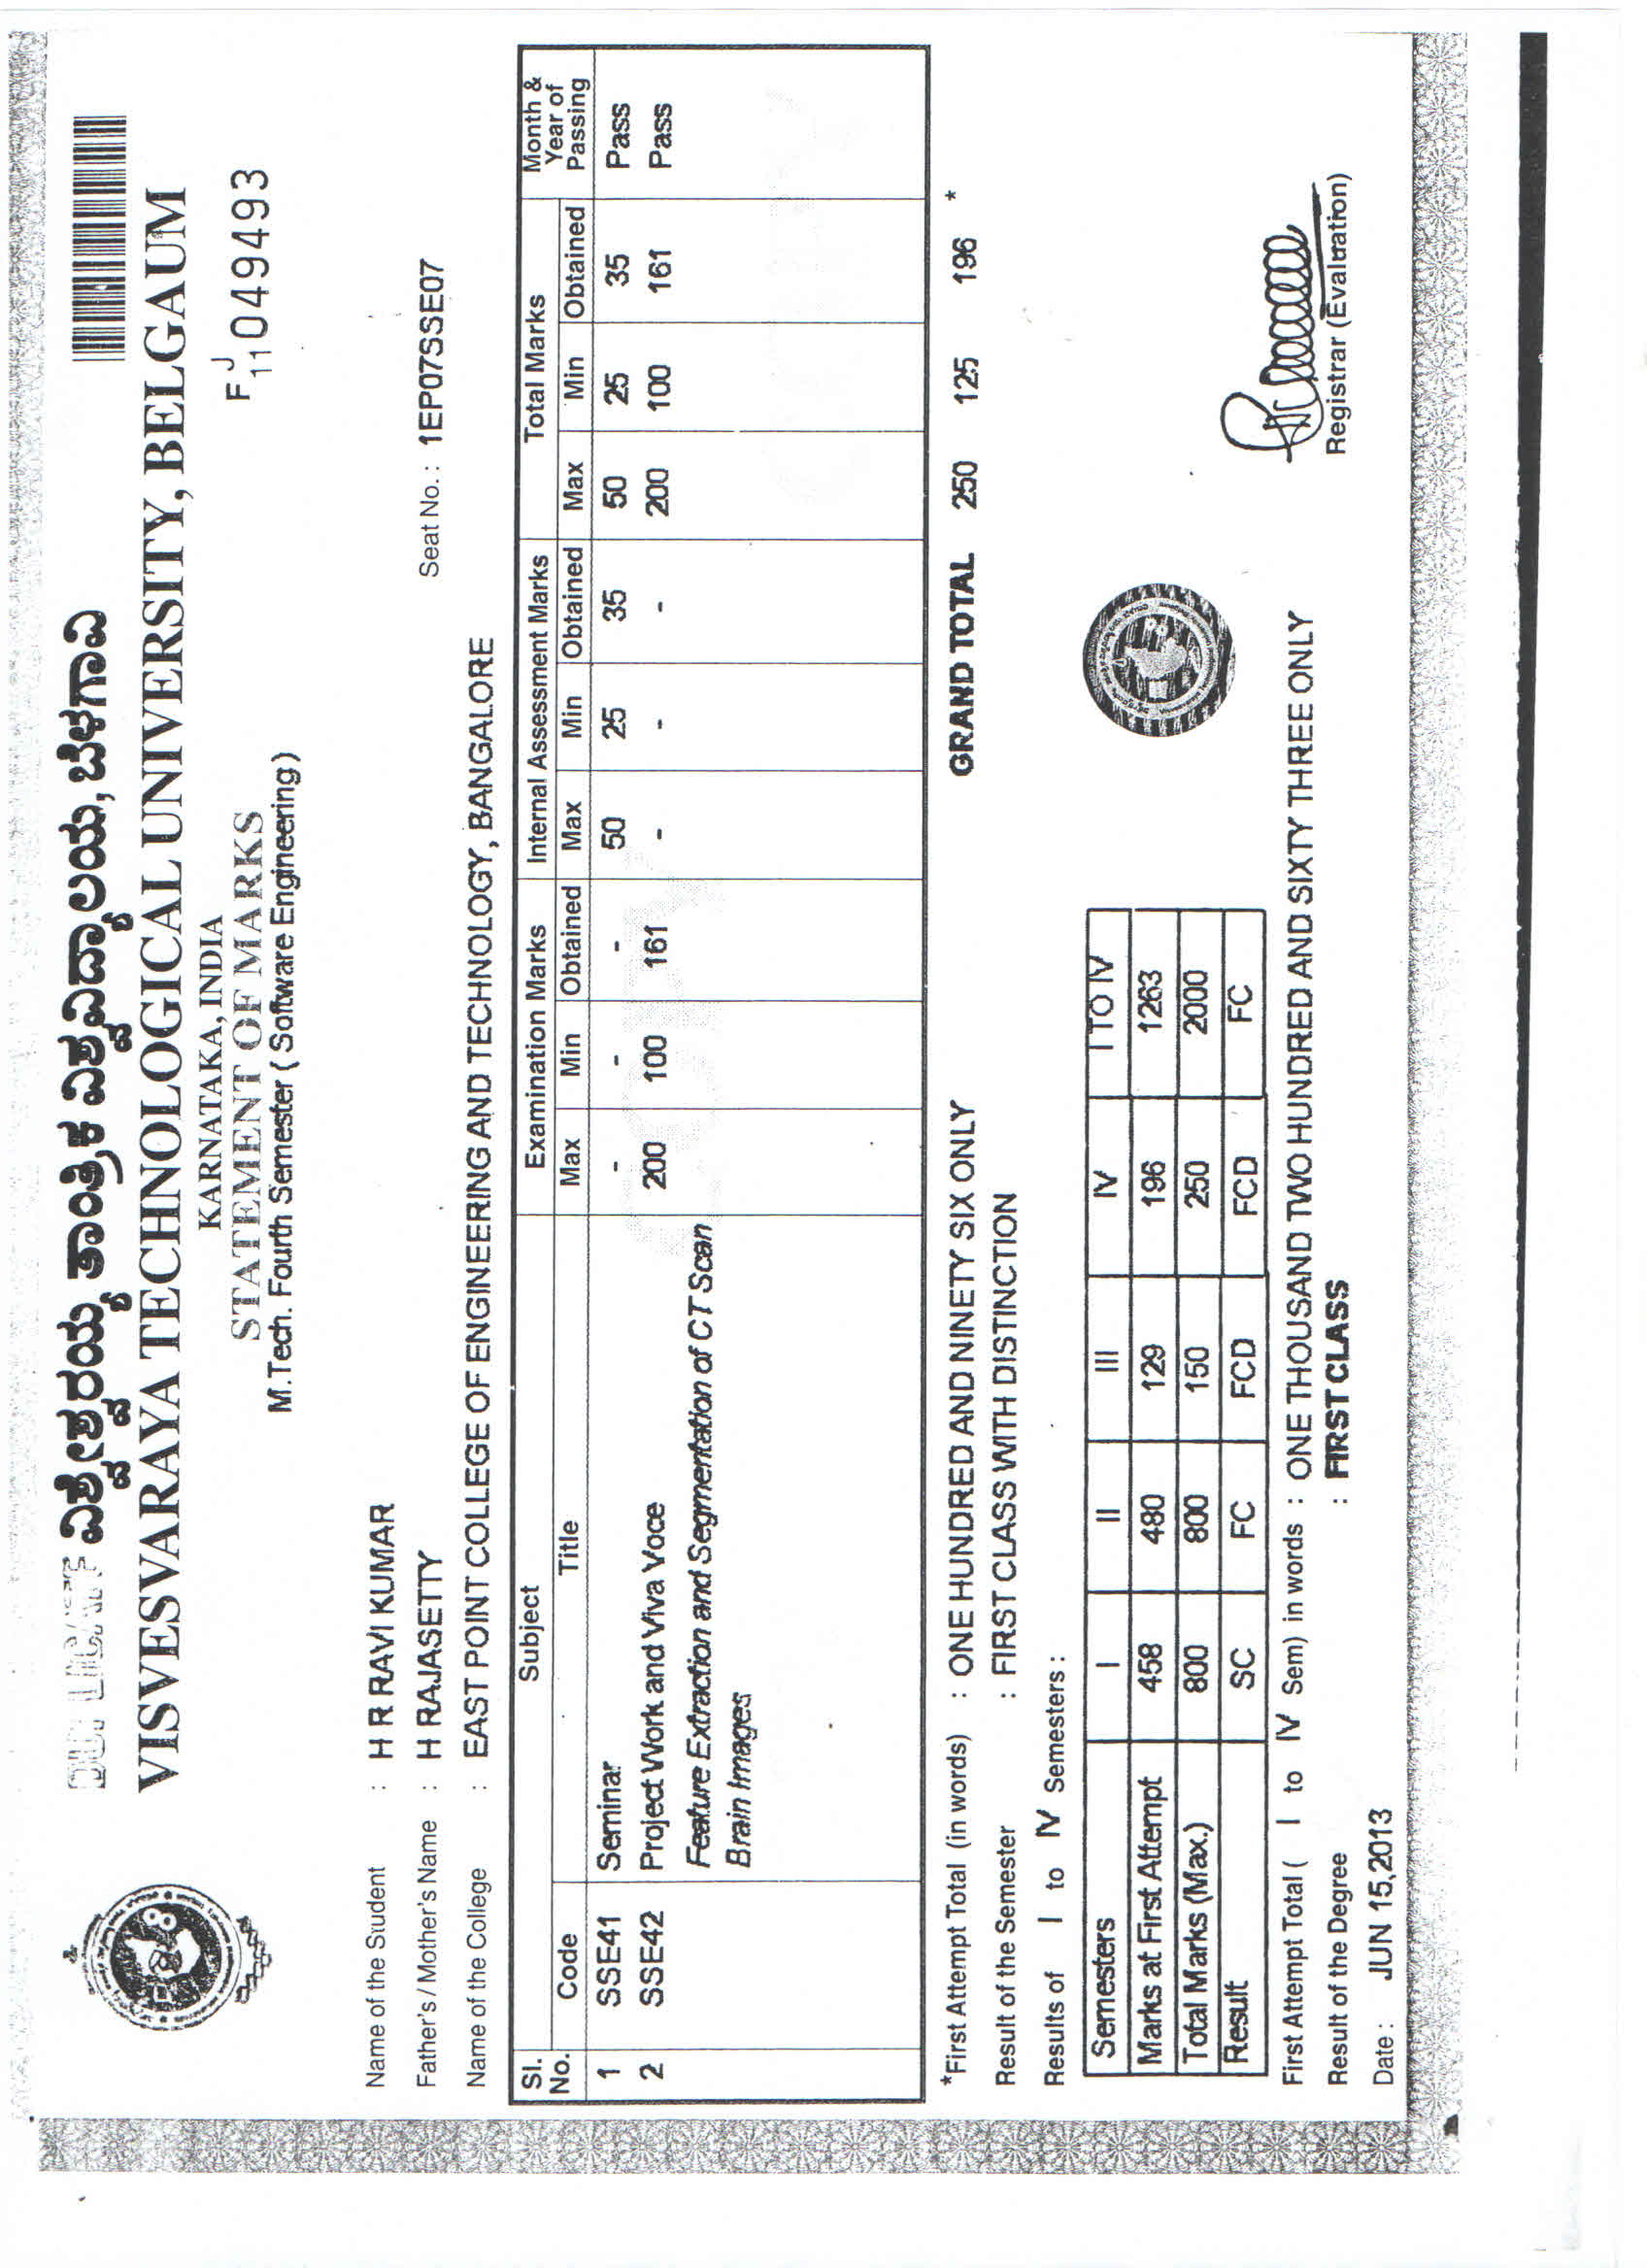 DUPLICATE ವಿಶ್ವೇಶ್ವರಯ್ಯ ತಾಂತ್ರಿಕ ವಿಶ್ವವಿದ್ಯಾಲಯ, ಬೆಳಗಾವಿ
VISVESVARAYA TECHNOLOGICAL UNIVERSITY, BELGAUM
KARNATAKA, INDIA
STATEMENT OF MARKS
F J 11 049493
M.Tech. Fourth Semester ( Software Engineering )
Name of the Student : H R RAVI KUMAR
Father's / Mother's Name : H RAJASETTY
Seat No. : 1EP07SSE07
Name of the College : EAST POINT COLLEGE OF ENGINEERING AND TECHNOLOGY, BANGALORE
Sl. No. Subject Examination Marks Internal Assessment Marks Total Marks Month & Year of Passing
Code Title Max Min Obtained Max Min Obtained Max Min Obtained
1 SSE41 Seminar - - - 50 25 35 50 25 35 Pass
2 SSE42 Project Work and Viva Voce 200 100 161 - - - 200 100 161 Pass
Feature Extraction and Segmentation of CT Scan
Brain Images
GRAND TOTAL 250 125 196 *
*First Attempt Total (in words) : ONE HUNDRED AND NINETY SIX ONLY
Result of the Semester : FIRST CLASS WITH DISTINCTION
Results of I to IV Semesters :
Semesters I II III IV I TO IV
Marks at First Attempt 458 480 129 196 1263
Total Marks (Max.) 800 800 150 250 2000
Result SC FC FCD FCD FC
First Attempt Total ( I to IV Sem) in words : ONE THOUSAND TWO HUNDRED AND SIXTY THREE ONLY
Result of the Degree : FIRST CLASS
Date : JUN 15,2013
Registrar (Evaluation)